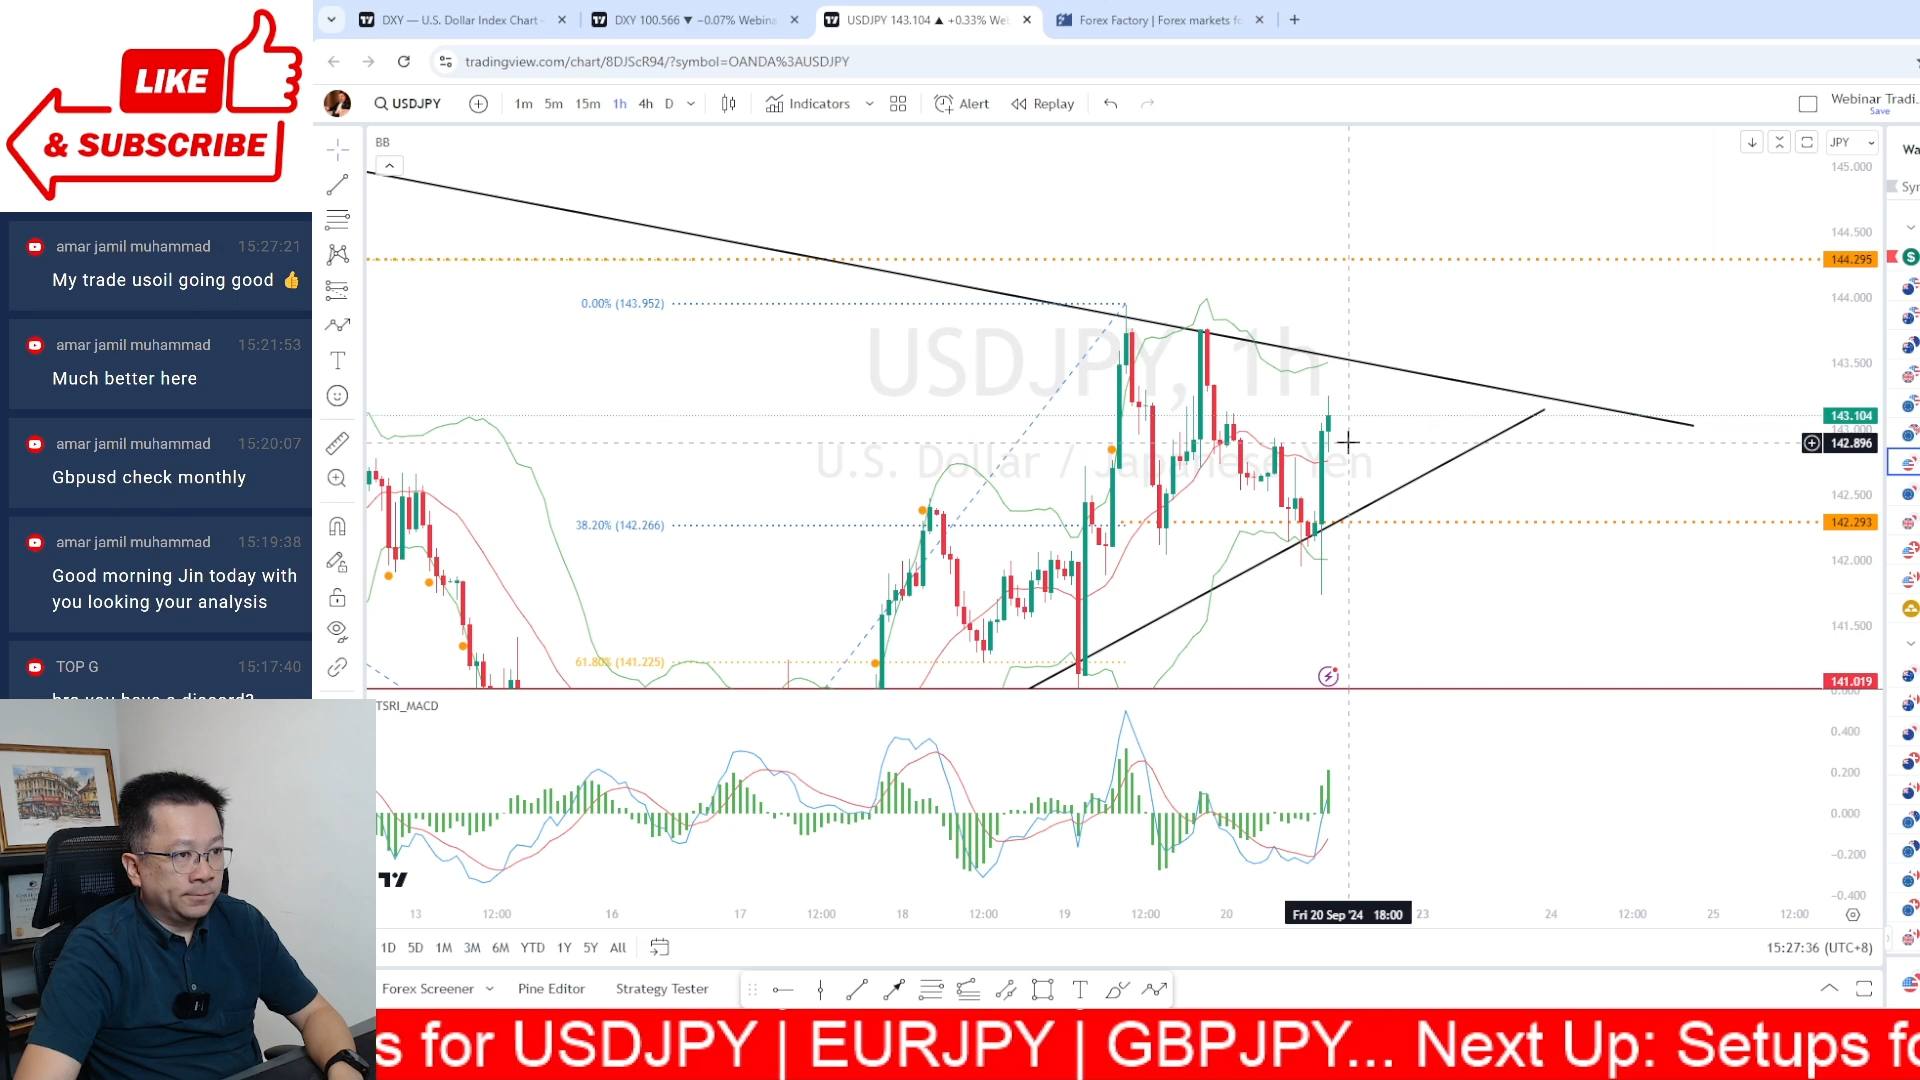 DXY — U.S. Dollar Index Chart
DXY 100.566 ▼ −0.07% Webina
USDJPY 143.104 ▲ +0.33% We
Forex Factory | Forex markets fo
tradingview.com/chart/8DJScR94/?symbol=OANDA%3AUSDJPY
LIKE
& SUBSCRIBE
USDJPY
1m 5m 15m 1h 4h D
Indicators
Alert
Replay
Webinar Tradi...
Save
BB
JPY
Wa
Syn
amar jamil muhammad 15:27:21
My trade usoil going good 👍
amar jamil muhammad 15:21:53
Much better here
amar jamil muhammad 15:20:07
Gbpusd check monthly
amar jamil muhammad 15:19:38
Good morning Jin today with
you looking your analysis
TOP G 15:17:40
USDJPY, 1h
U.S. Dollar / Japanese Yen
0.00% (143.952)
38.20% (142.266)
61.80% (141.225)
145.000
144.500
144.295
144.000
143.500
143.104
143.000
142.896
142.500
142.293
142.000
141.500
141.019
TSRI_MACD
0.400
0.200
0.000
−0.200
−0.400
13 12:00 16 17 12:00 18 12:00 19 12:00 20 Fri 20 Sep '24 18:00 23 24 12:00 25 12:00
1D 5D 1M 3M 6M YTD 1Y 5Y All
15:27:36 (UTC+8)
Forex Screener
Pine Editor
Strategy Tester
s for USDJPY | EURJPY | GBPJPY... Next Up: Setups fo